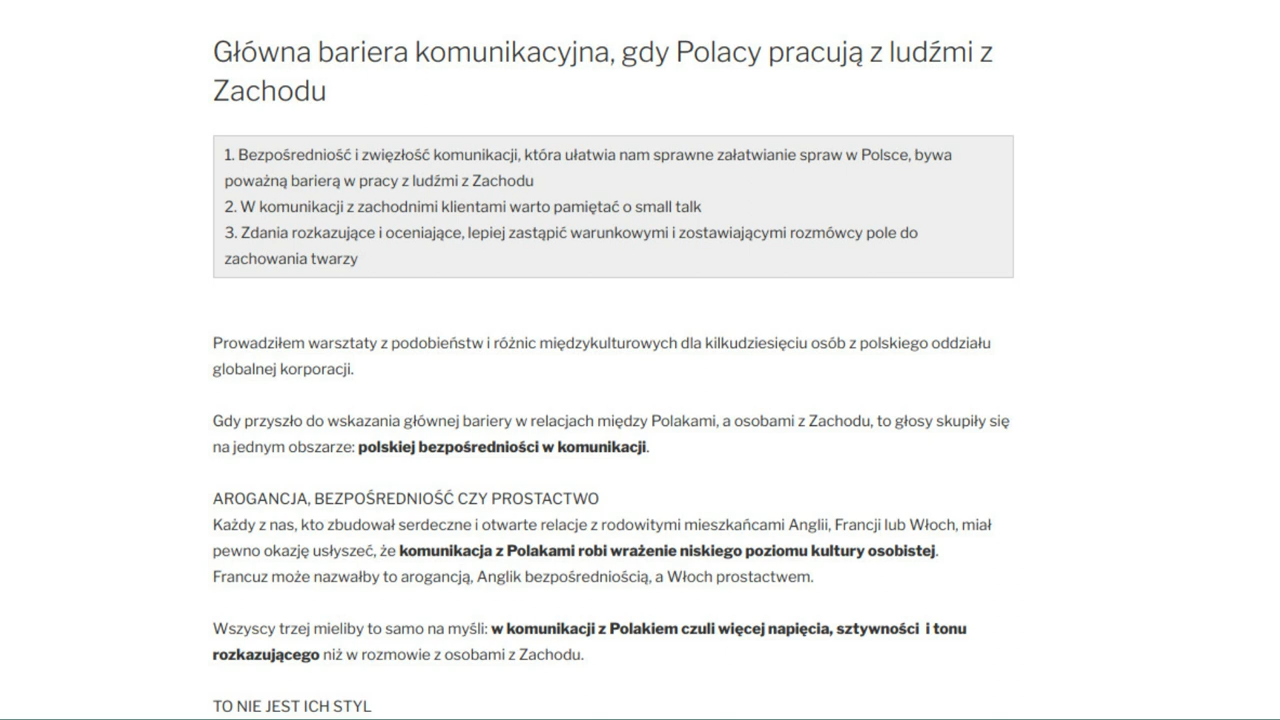 Główna bariera komunikacyjna, gdy Polacy pracują z ludźmi z
Zachodu
1. Bezpośredniość i zwięzłość komunikacji, która ułatwia nam sprawne załatwianie spraw w Polsce, bywa
poważną barierą w pracy z ludźmi z Zachodu
2. W komunikacji z zachodnimi klientami warto pamiętać o small talk
3. Zdania rozkazujące i oceniające, lepiej zastąpić warunkowymi i zostawiającymi rozmówcy pole do
zachowania twarzy
Prowadziłem warsztaty z podobieństw i różnic międzykulturowych dla kilkudziesięciu osób z polskiego oddziału
globalnej korporacji.
Gdy przyszło do wskazania głównej bariery w relacjach między Polakami, a osobami z Zachodu, to głosy skupiły się
na jednym obszarze: polskiej bezpośredniości w komunikacji.
AROGANCJA, BEZPOŚREDNIOŚĆ CZY PROSTACTWO
Każdy z nas, kto zbudował serdeczne i otwarte relacje z rodowitymi mieszkańcami Anglii, Francji lub Włoch, miał
pewno okazję usłyszeć, że komunikacja z Polakami robi wrażenie niskiego poziomu kultury osobistej.
Francuz może nazwałby to arogancją, Anglik bezpośredniością, a Włoch prostactwem.
Wszyscy trzej mieliby to samo na myśli: w komunikacji z Polakiem czuli więcej napięcia, sztywności i tonu
rozkazującego niż w rozmowie z osobami z Zachodu.
TO NIE JEST ICH STYL